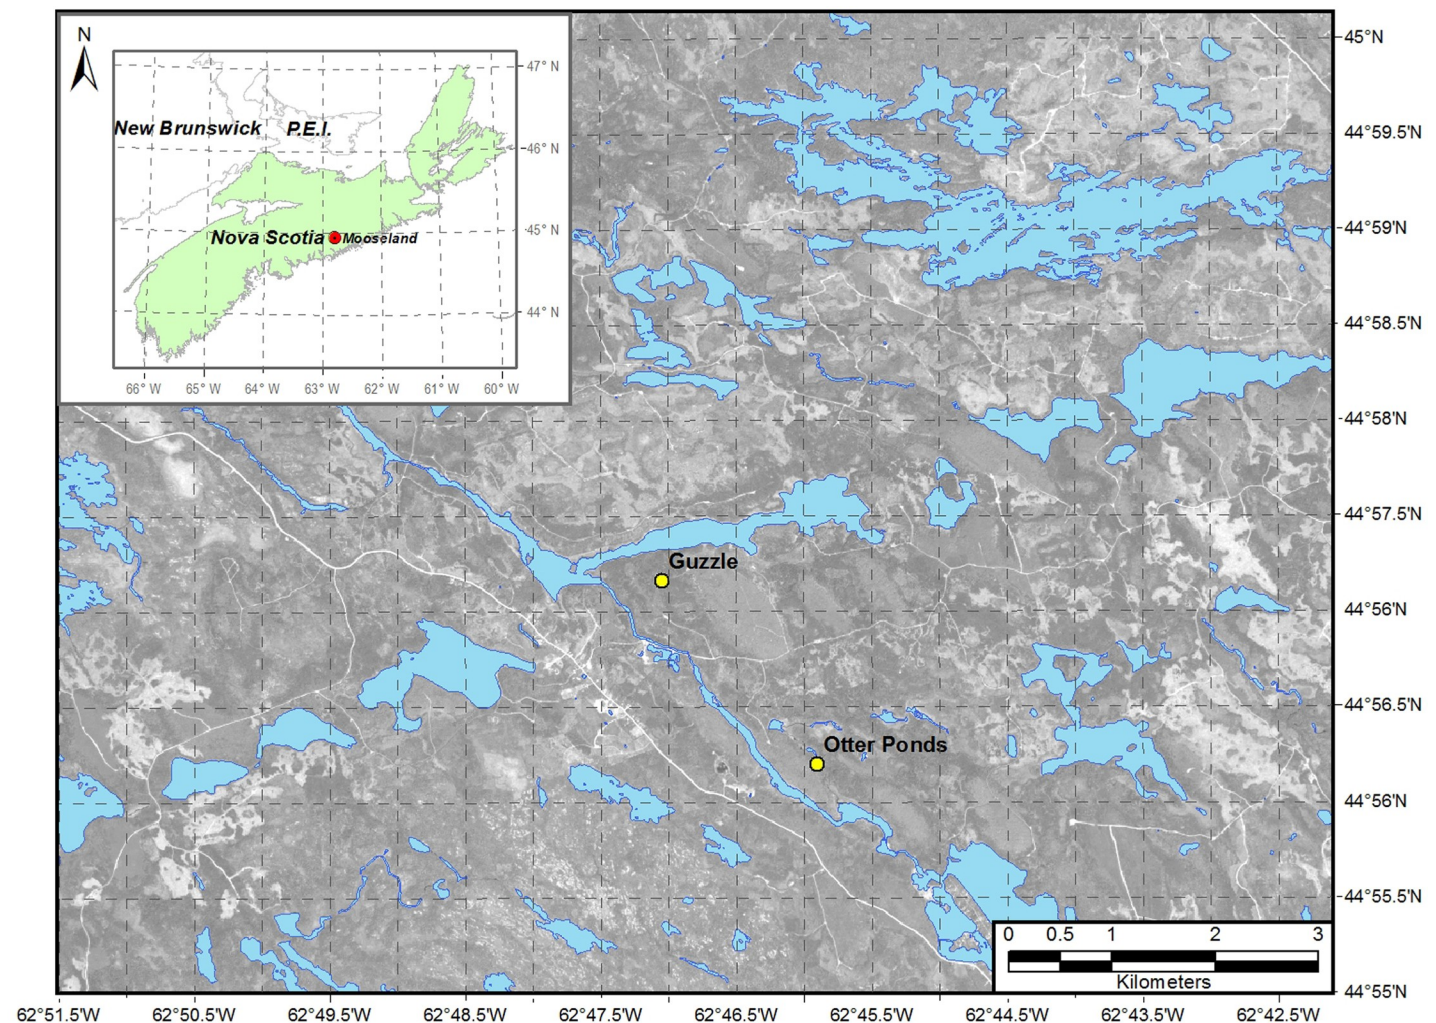 N
47° N
46° N
45° N
44° N
New Brunswick
P.E.I.
Nova Scotia
Mooseland
66° W
65° W
64° W
63° W
62° W
61° W
60° W
45°N
44°59.5'N
44°59'N
44°58.5'N
44°58'N
44°57.5'N
44°56'N
44°56.5'N
44°56'N
44°55.5'N
44°55'N
Guzzle
Otter Ponds
0 0.5 1 2 3
Kilometers
62°51.5'W
62°50.5'W
62°49.5'W
62°48.5'W
62°47.5'W
62°46.5'W
62°45.5'W
62°44.5'W
62°43.5'W
62°42.5'W